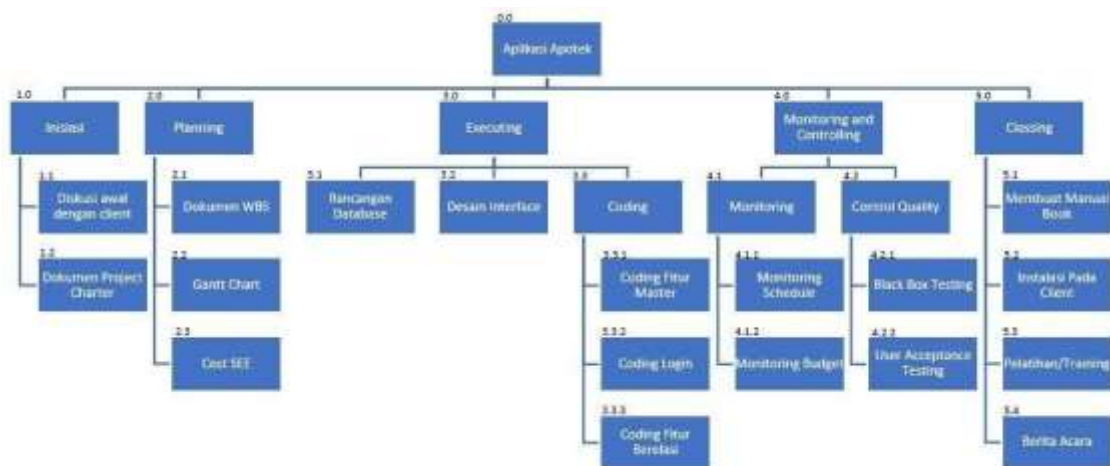 0.0
Aplikasi Apotek
1.0
Inisiasi
2.0
Planning
3.0
Executing
4.0
Monitoring and
Controlling
5.0
Clossing
1.1
Diskusi awal
dengan client
1.2
Dokumen Project
Charter
2.1
Dokumen WBS
2.2
Gantt Chart
2.3
Cost SEE
3.1
Rancangan
Database
3.2
Desain Interface
3.3
Coding
3.3.1
Coding Fitur
Master
3.3.2
Coding Login
3.3.3
Coding Fitur
Berelasi
4.1
Monitoring
4.1.1
Monitoring
Schedule
4.1.2
Monitoring Budget
4.2
Control Quality
4.2.1
Black Box Testing
4.2.2
User Acceptance
Testing
5.1
Membuat Manual
Book
5.2
Instalasi Pada
Client
5.3
Pelatihan/Training
5.4
Berita Acara